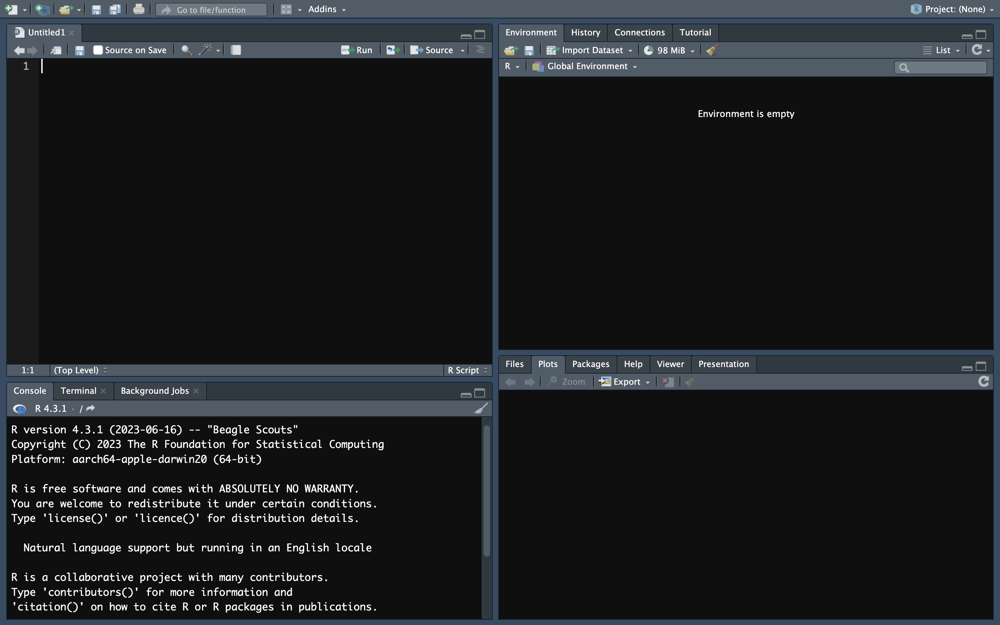 Go to file/function Addins Project: (None)
Untitled1
Source on Save Run Source
1
1:1 (Top Level) R Script
Console Terminal Background Jobs
R 4.3.1 · /
R version 4.3.1 (2023-06-16) -- "Beagle Scouts"
Copyright (C) 2023 The R Foundation for Statistical Computing
Platform: aarch64-apple-darwin20 (64-bit)
R is free software and comes with ABSOLUTELY NO WARRANTY.
You are welcome to redistribute it under certain conditions.
Type 'license()' or 'licence()' for distribution details.
Natural language support but running in an English locale
R is a collaborative project with many contributors.
Type 'contributors()' for more information and
'citation()' on how to cite R or R packages in publications.
Environment History Connections Tutorial
Import Dataset 98 MiB List
R Global Environment
Environment is empty
Files Plots Packages Help Viewer Presentation
Zoom Export